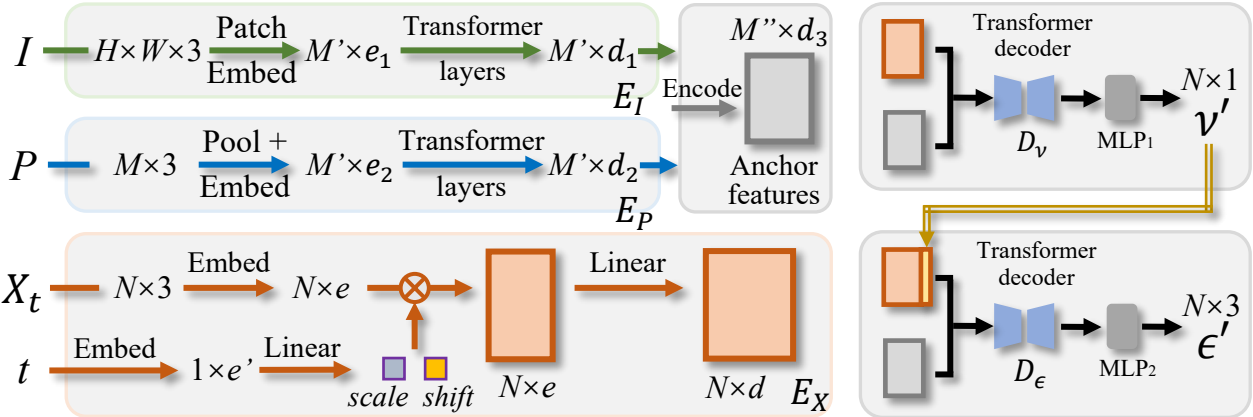 I H×W×3 Patch Embed M’×e₁ Transformer layers M’×d₁ E_I
P M×3 Pool + Embed M’×e₂ Transformer layers M’×d₂ E_P
M’’×d₃
Encode
Anchor
features
X_t N×3 Embed N×e N×e Linear N×d E_X
t Embed 1×e’ Linear scale shift
Transformer
decoder
D_ν
MLP₁
N×1
ν′
Transformer
decoder
D_ϵ
MLP₂
N×3
ϵ′